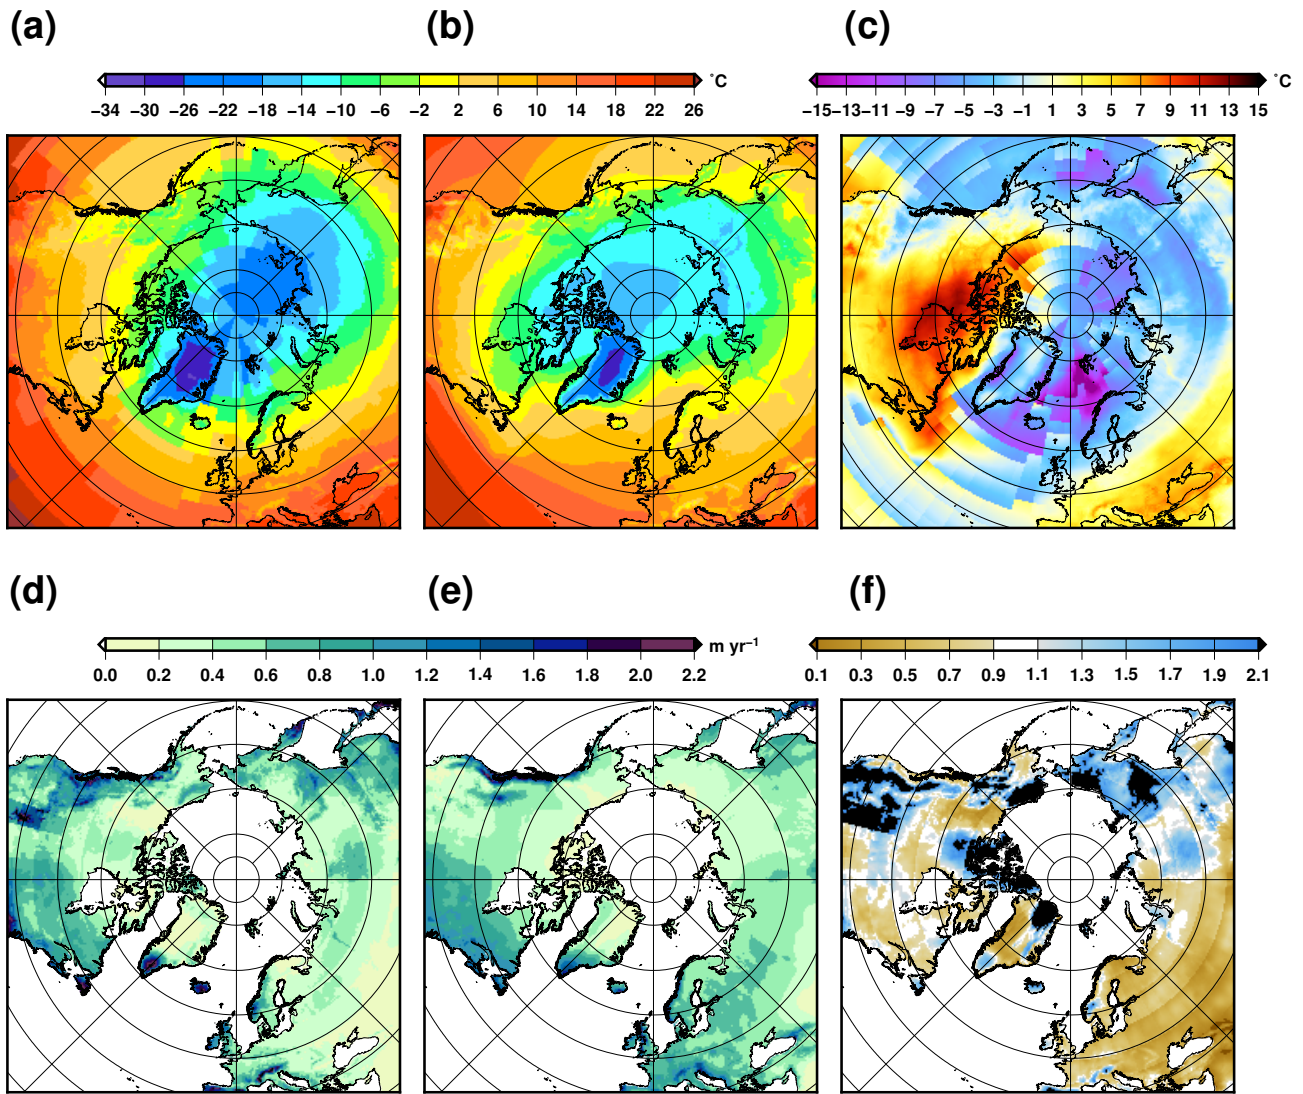 (a) (b) (c)
°C °C
−34 −30 −26 −22 −18 −14 −10 −6 −2 2 6 10 14 18 22 26 −15 −13 −11 −9 −7 −5 −3 −1 1 3 5 7 9 11 13 15
(d) (e) (f)
m yr−1
0.0 0.2 0.4 0.6 0.8 1.0 1.2 1.4 1.6 1.8 2.0 2.2 0.1 0.3 0.5 0.7 0.9 1.1 1.3 1.5 1.7 1.9 2.1